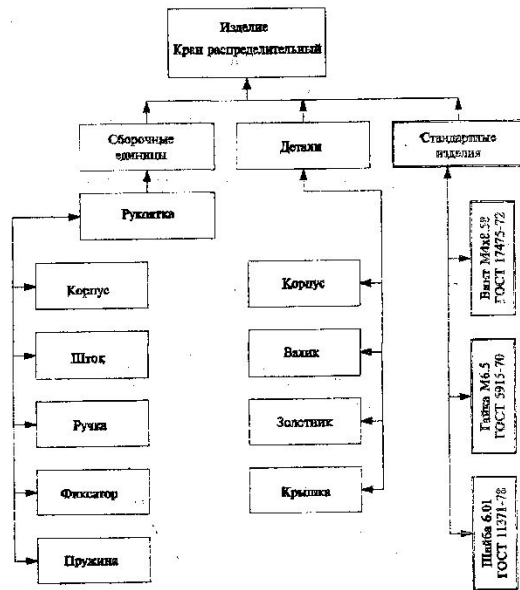 Изделие
Кран распределительный
Сборочные
единицы
Детали
Стандартные
изделия
Рукоятка
Корпус
Шток
Ручка
Фиксатор
Пружина
Корпус
Валик
Золотник
Крышка
Винт М4х8.58
ГОСТ 17475-72
Гайка М6.5
ГОСТ 5915-70
Шайба 6.01
ГОСТ 11371-78